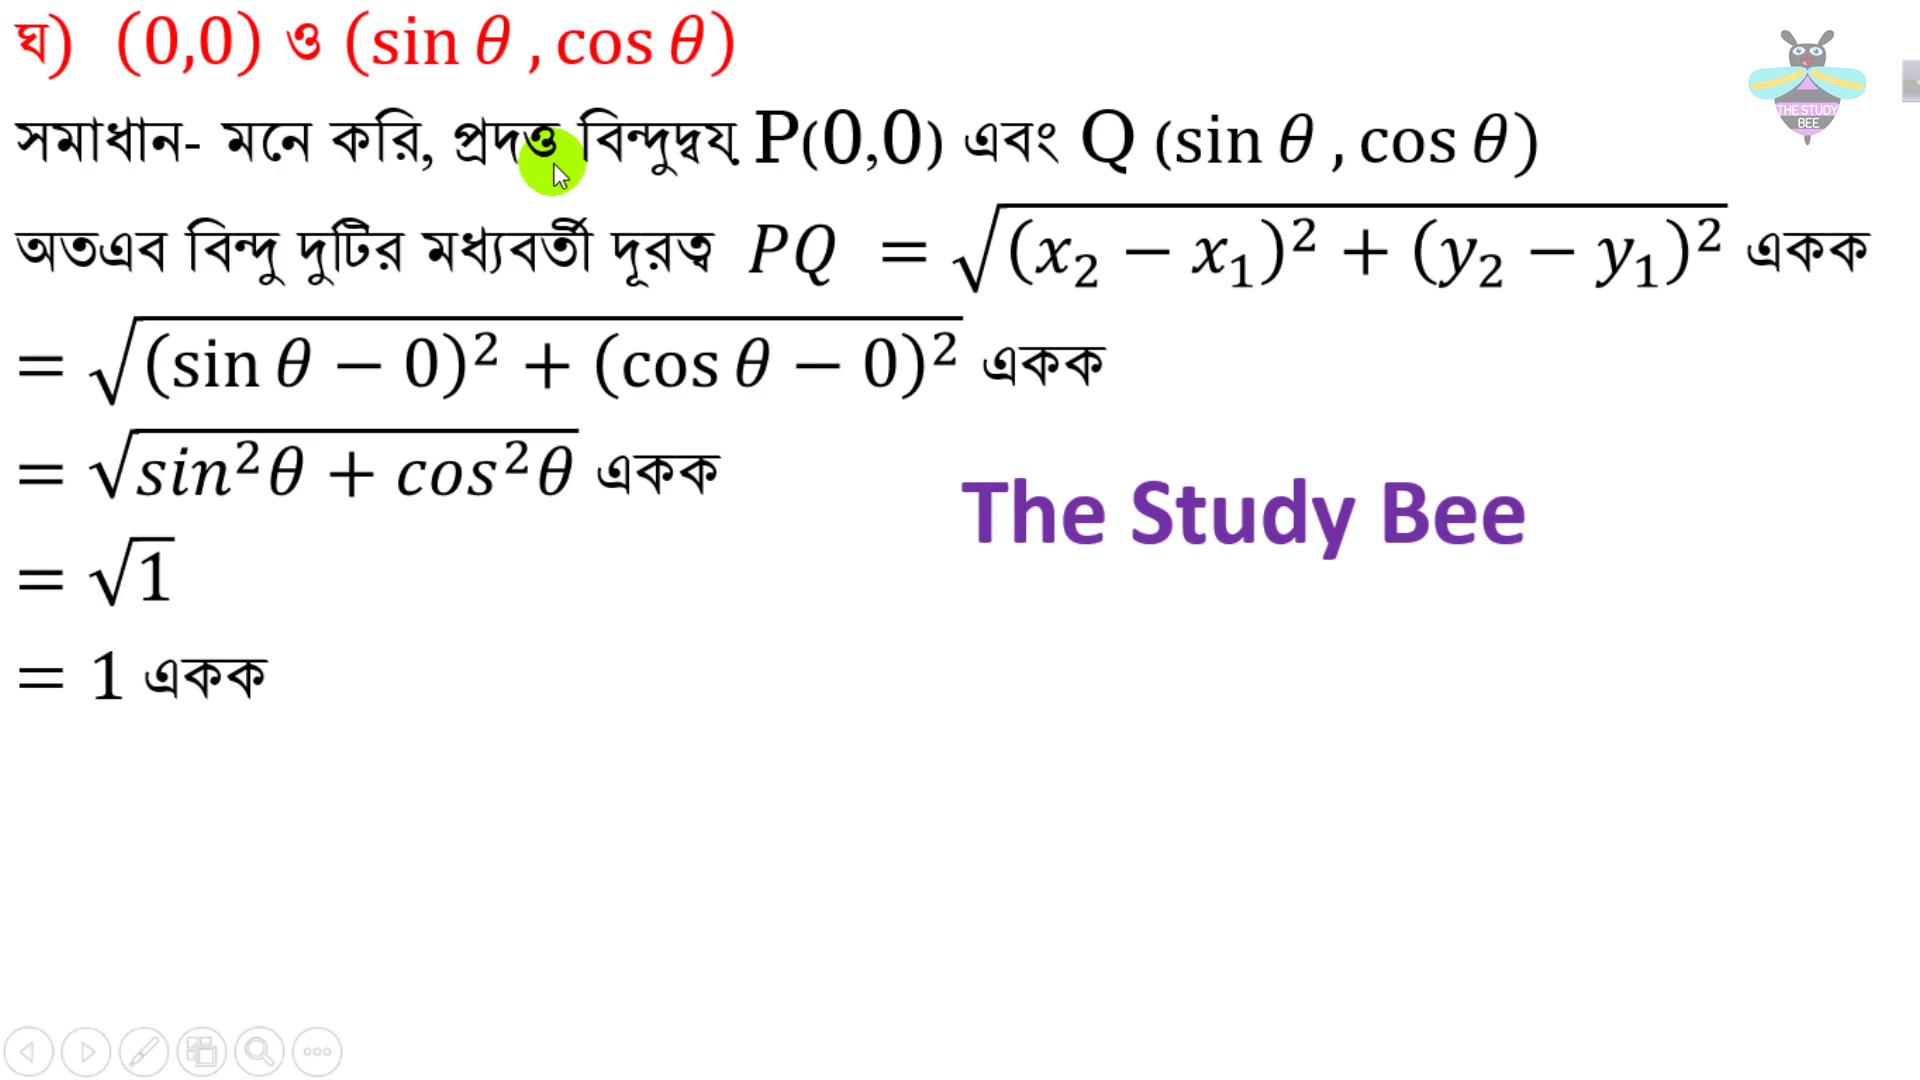 ঘ) (0,0) ও (sin θ , cos θ)
THE STUDY
BEE
সমাধান- মনে করি, প্রদত্ত বিন্দুদ্বয় P(0,0) এবং Q (sin θ , cos θ)
অতএব বিন্দু দুটির মধ্যবর্তী দূরত্ব PQ = √((x₂ − x₁)² + (y₂ − y₁)²) একক
= √((sin θ − 0)² + (cos θ − 0)²) একক
= √(sin²θ + cos²θ) একক
The Study Bee
= √1
= 1 একক